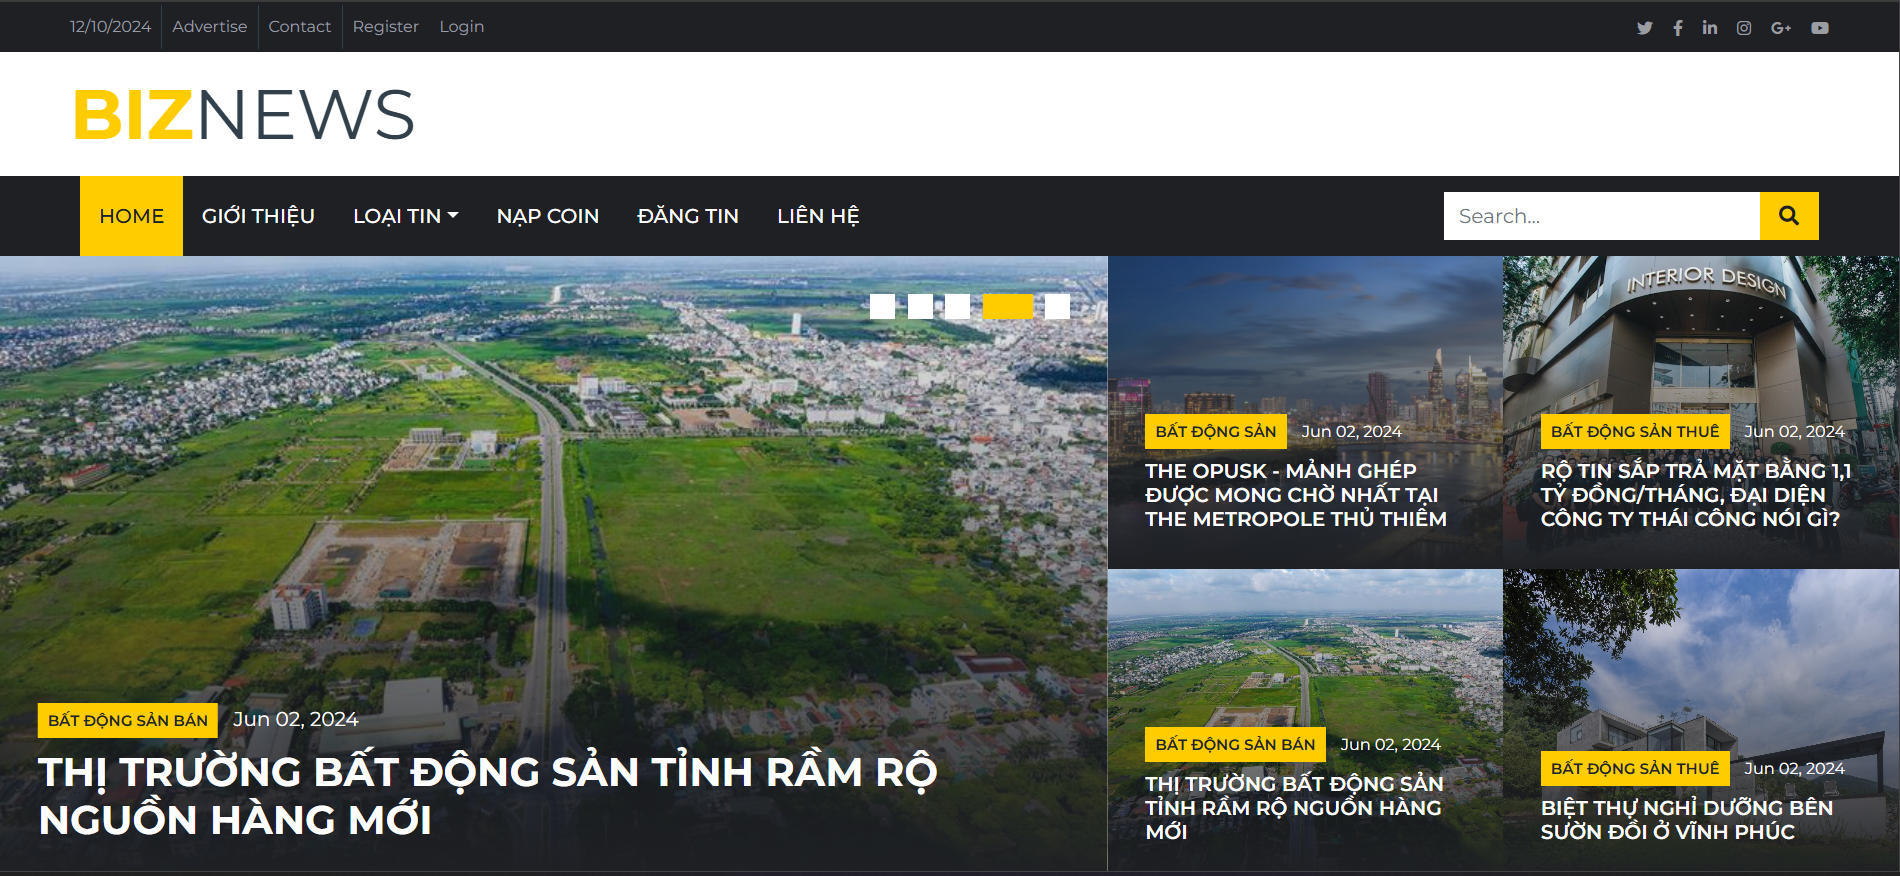 12/10/2024 Advertise Contact Register Login
BIZNEWS
HOME GIỚI THIỆU LOẠI TIN NẠP COIN ĐĂNG TIN LIÊN HỆ Search...
INTERIOR DESIGN
BẤT ĐỘNG SẢN BÁN Jun 02, 2024
THỊ TRƯỜNG BẤT ĐỘNG SẢN TỈNH RẦM RỘ
NGUỒN HÀNG MỚI
BẤT ĐỘNG SẢN Jun 02, 2024
THE OPUSK - MẢNH GHÉP
ĐƯỢC MONG CHỜ NHẤT TẠI
THE METROPOLE THỦ THIÊM
BẤT ĐỘNG SẢN THUÊ Jun 02, 2024
RỘ TIN SẮP TRẢ MẶT BẰNG 1,1
TỶ ĐỒNG/THÁNG, ĐẠI DIỆN
CÔNG TY THÁI CÔNG NÓI GÌ?
BẤT ĐỘNG SẢN BÁN Jun 02, 2024
THỊ TRƯỜNG BẤT ĐỘNG SẢN
TỈNH RẦM RỘ NGUỒN HÀNG
MỚI
BẤT ĐỘNG SẢN THUÊ Jun 02, 2024
BIỆT THỰ NGHỈ DƯỠNG BÊN
SƯỜN ĐỒI Ở VĨNH PHÚC